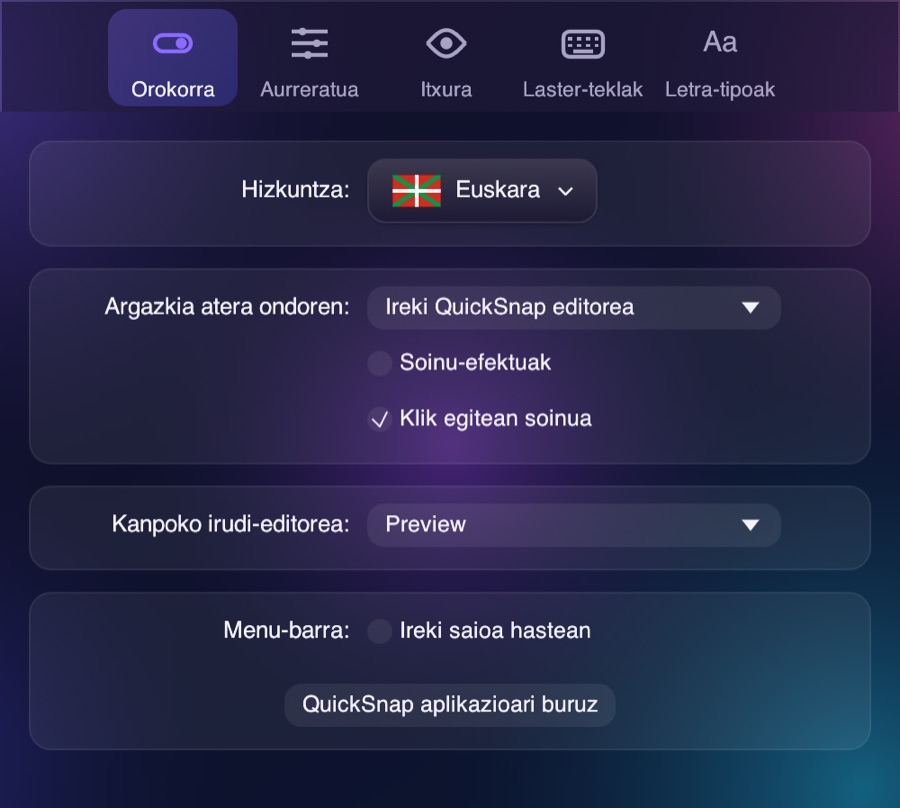 Orokorra
Aurreratua
Itxura
Laster-teklak
Aa
Letra-tipoak
Hizkuntza: Euskara
Argazkia atera ondoren: Ireki QuickSnap editorea
Soinu-efektuak
Klik egitean soinua
Kanpoko irudi-editorea: Preview
Menu-barra: Ireki saioa hastean
QuickSnap aplikazioari buruz